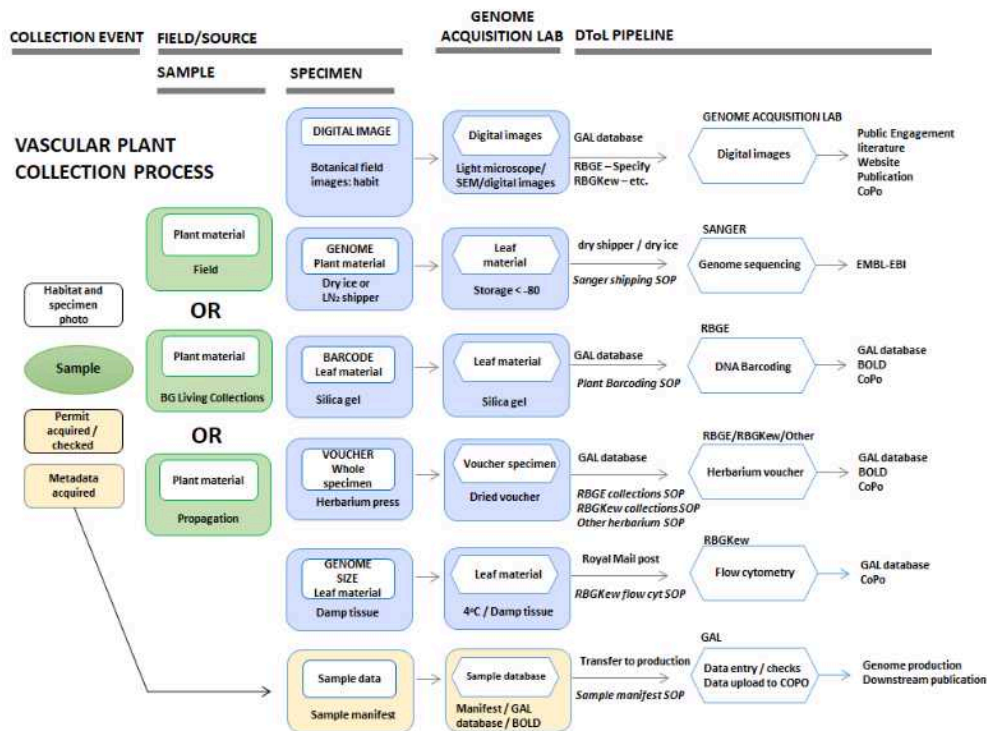 COLLECTION EVENT
FIELD/SOURCE
GENOME
ACQUISITION LAB
DToL PIPELINE
SAMPLE
SPECIMEN
VASCULAR PLANT
COLLECTION PROCESS
Habitat and
specimen
photo
Sample
Permit
acquired /
checked
Metadata
acquired
Plant material
Field
OR
Plant material
BG Living Collections
OR
Plant material
Propagation
DIGITAL IMAGE
Botanical field
images: habit
Digital images
Light microscope/
SEM/digital images
GAL database
RBGE – Specify
RBGKew – etc.
GENOME ACQUISITION LAB
Digital images
Public Engagement
literature
Website
Publication
CoPo
GENOME
Plant material
Dry ice or
LN₂ shipper
Leaf
material
Storage < -80
dry shipper / dry ice
Sanger shipping SOP
SANGER
Genome sequencing
EMBL-EBI
BARCODE
Leaf material
Silica gel
Leaf material
Silica gel
GAL database
Plant Barcoding SOP
RBGE
DNA Barcoding
GAL database
BOLD
CoPo
VOUCHER
Whole
specimen
Herbarium press
Voucher specimen
Dried voucher
GAL database
RBGE collections SOP
RBGKew collections SOP
Other herbarium SOP
RBGE/RBGKew/Other
Herbarium voucher
GAL database
BOLD
CoPo
GENOME
SIZE
Leaf material
Damp tissue
Leaf material
4ºC / Damp tissue
Royal Mail post
RBGKew flow cyt SOP
RBGKew
Flow cytometry
GAL database
CoPo
Sample data
Sample manifest
Sample database
Manifest / GAL
database / BOLD
Transfer to production
Sample manifest SOP
GAL
Data entry / checks
Data upload to COPO
Genome production
Downstream publication